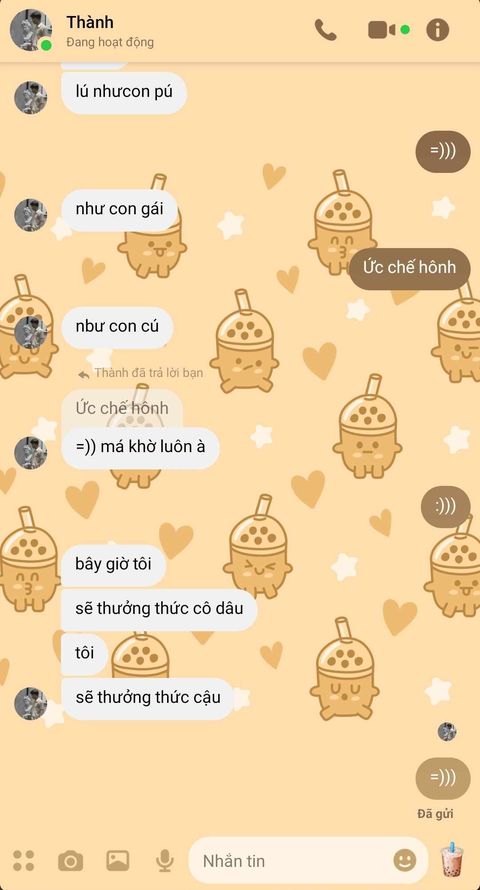 Thành
Đang hoạt động
lú nhưcon pú
=)))
như con gái
Ức chế hônh
nbư con cú
Thành đã trả lời bạn
Ức chế hônh
=)) má khờ luôn à
:)))
bây giờ tôi
sẽ thưởng thức cô dâu
tôi
sẽ thưởng thức cậu
=)))
Đã gửi
Nhắn tin